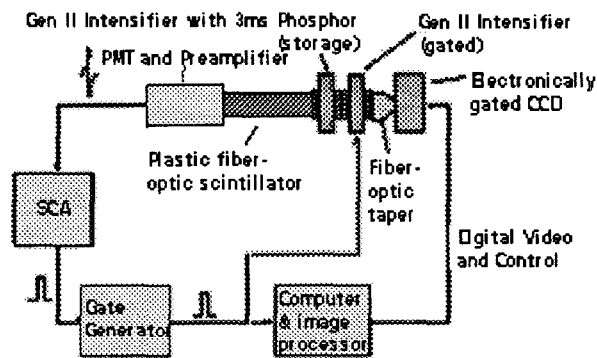 Gen II Intensifier with 3ms Phosphor
(storage)
Gen II Intensifier
(gated)
PMT and Preamplifier
Electronically
gated CCD
Plastic fiber-
optic scintillator
Fiber-
optic
taper
SCA
Digital Video
and Control
Gate
Generator
Computer
& Image
processor